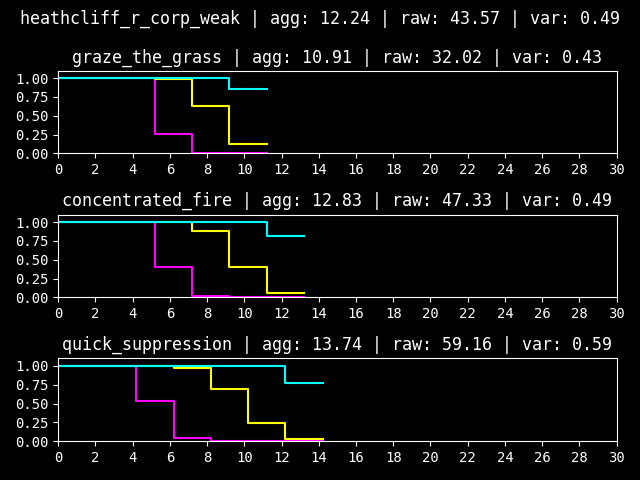 heathcliff_r_corp_weak | agg: 12.24 | raw: 43.57 | var: 0.49
graze_the_grass | agg: 10.91 | raw: 32.02 | var: 0.43
1.00
0.75
0.50
0.25
0.00
0 2 4 6 8 10 12 14 16 18 20 22 24 26 28 30
concentrated_fire | agg: 12.83 | raw: 47.33 | var: 0.49
1.00
0.75
0.50
0.25
0.00
0 2 4 6 8 10 12 14 16 18 20 22 24 26 28 30
quick_suppression | agg: 13.74 | raw: 59.16 | var: 0.59
1.00
0.75
0.50
0.25
0.00
0 2 4 6 8 10 12 14 16 18 20 22 24 26 28 30